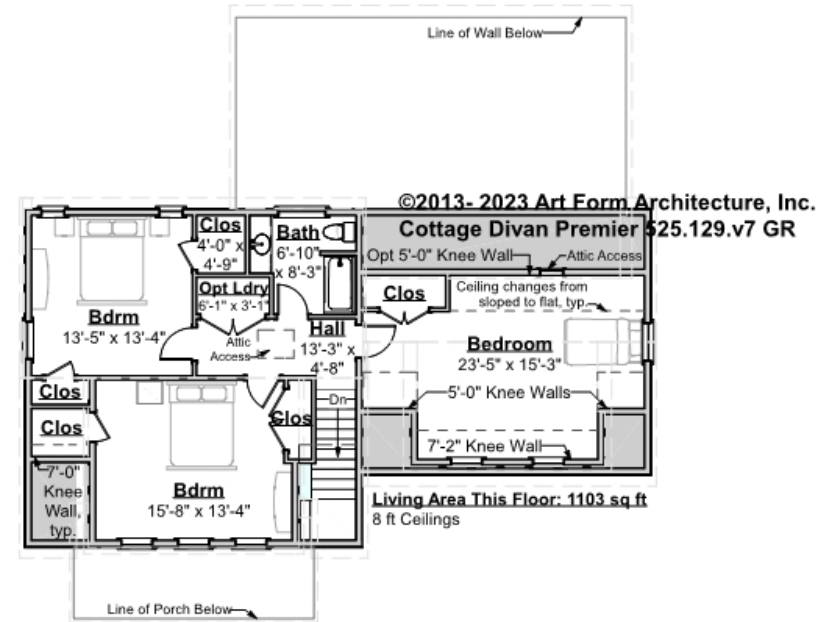 Line of Wall Below
©2013- 2023 Art Form Architecture, Inc.
Cottage Divan Premier 525.129.v7 GR
Clos
4'-0" x
4'-9"
Bath
6'-10"
x 8'-3"
Opt 5'-0" Knee Wall
Attic Access
Opt Ldry
6'-1" x 3'-1"
Clos
Ceiling changes from
sloped to flat, typ.
Bdrm
13'-5" x 13'-4"
Attic
Access
Hall
13'-3" x
4'-8"
Bedroom
23'-5" x 15'-3"
Clos
5'-0" Knee Walls
Dn
Clos
Clos
7'-2" Knee Wall
7'-0"
Knee
Wall,
typ.
Bdrm
15'-8" x 13'-4"
Living Area This Floor: 1103 sq ft
8 ft Ceilings
Line of Porch Below